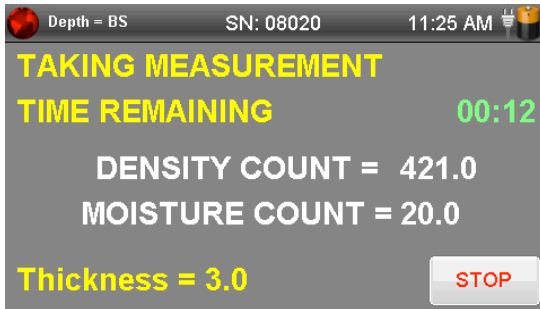 Depth = BS SN: 08020 11:25 AM
TAKING MEASUREMENT
TIME REMAINING 00:12
DENSITY COUNT = 421.0
MOISTURE COUNT = 20.0
Thickness = 3.0 STOP